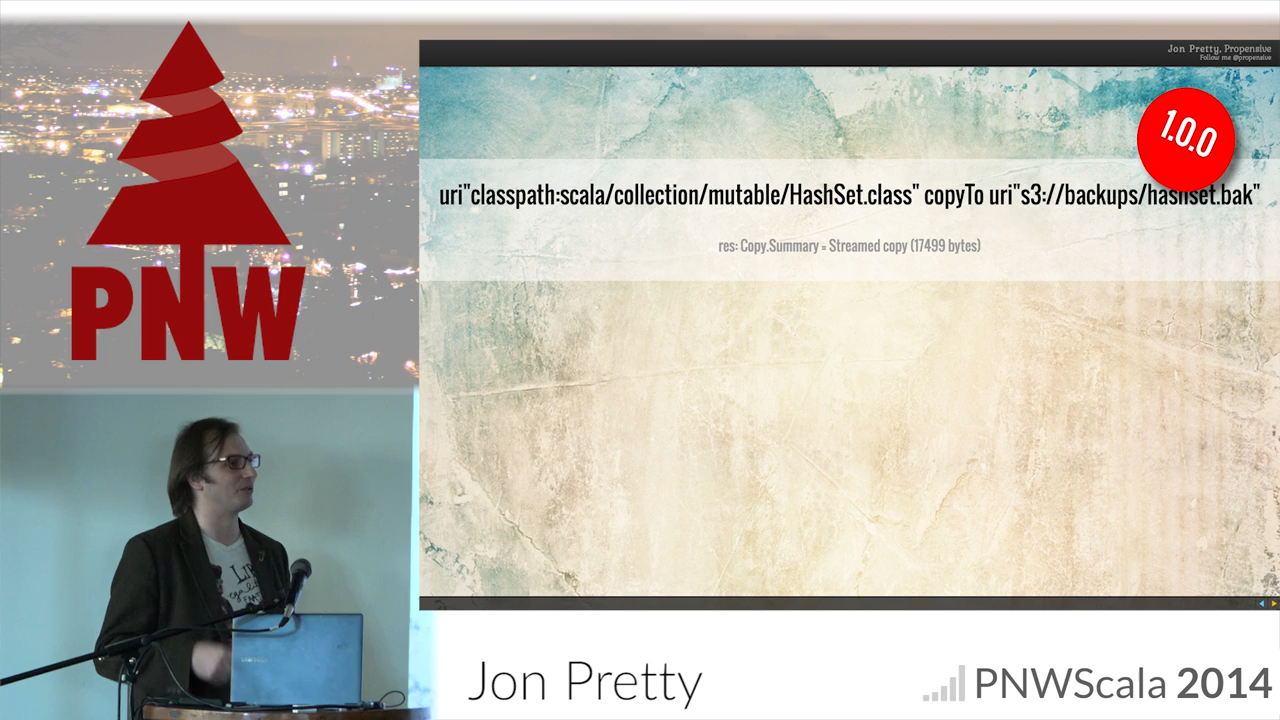 PNW
Jon Pretty, Propensive
Follow me @propensive
1.0.0
uri"classpath:scala/collection/mutable/HashSet.class" copyTo uri"s3://backups/hashset.bak"
res: Copy.Summary = Streamed copy (17499 bytes)
Jon Pretty
PNWScala 2014